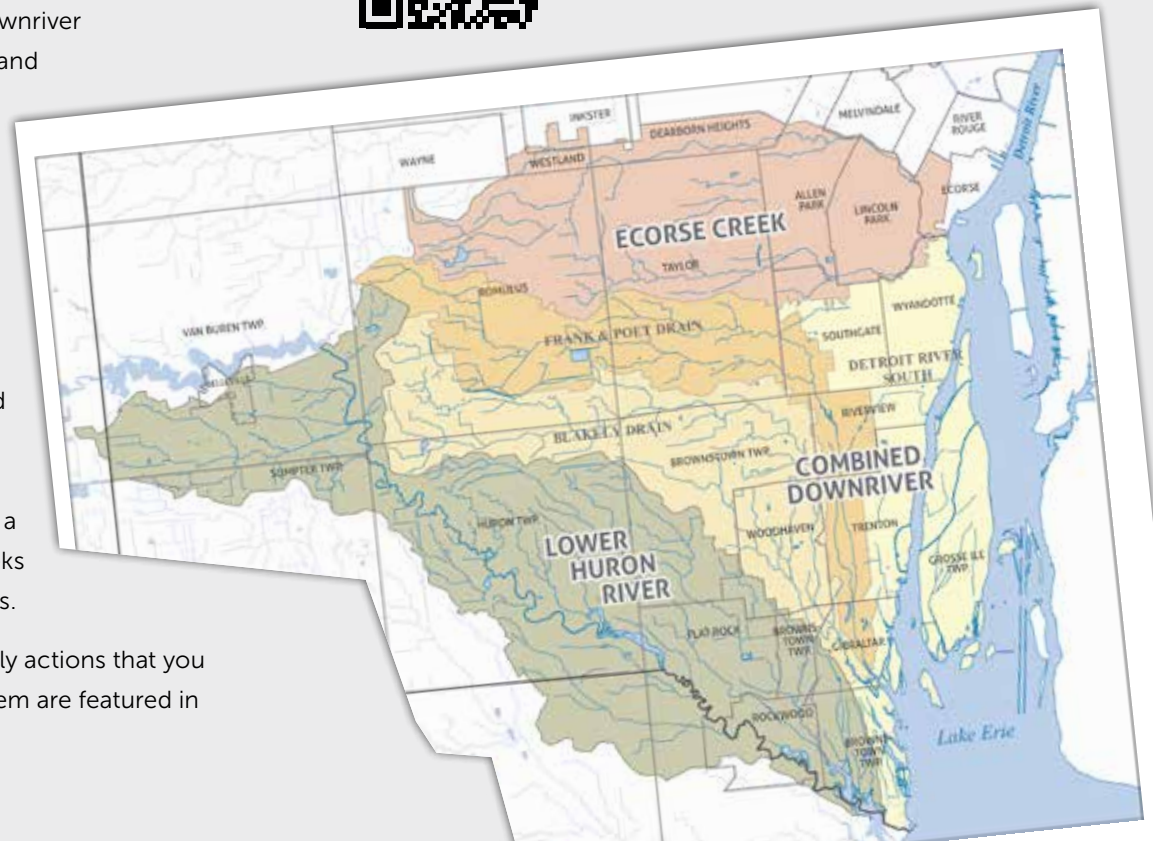 wnriver
and
d
a
ks
s.
ly actions that you
em are featured in
INKSTER
MELVINDALE
RIVER
ROUGE
Detroit River
DEARBORN HEIGHTS
WAYNE
WESTLAND
ECORSE
ALLEN
PARK
LINCOLN
PARK
ECORSE CREEK
TAYLOR
ROMULUS
WYANDOTTE
VAN BUREN TWP.
FRANK & POET DRAIN
SOUTHGATE
DETROIT RIVER
SOUTH
BELLEVILLE
RIVERVIEW
BLAKELY DRAIN
BROWNSTOWN TWP.
COMBINED
DOWNRIVER
SUMPTER TWP.
HURON TWP.
WOODHAVEN
TRENTON
LOWER
HURON
RIVER
GROSSE ILE
TWP.
FLAT ROCK
BROWNS
TOWN
TWP.
GIBRALTAR
ROCKWOOD
BROWNS
TOWN
TWP.
Lake Erie